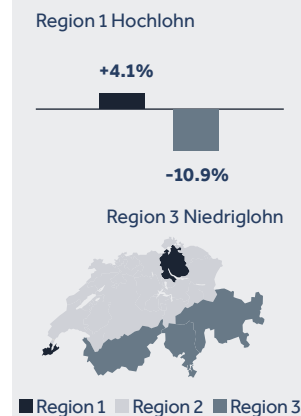 Region 1 Hochlohn
+4.1%
-10.9%
Region 3 Niedriglohn
Region 1 Region 2 Region 3